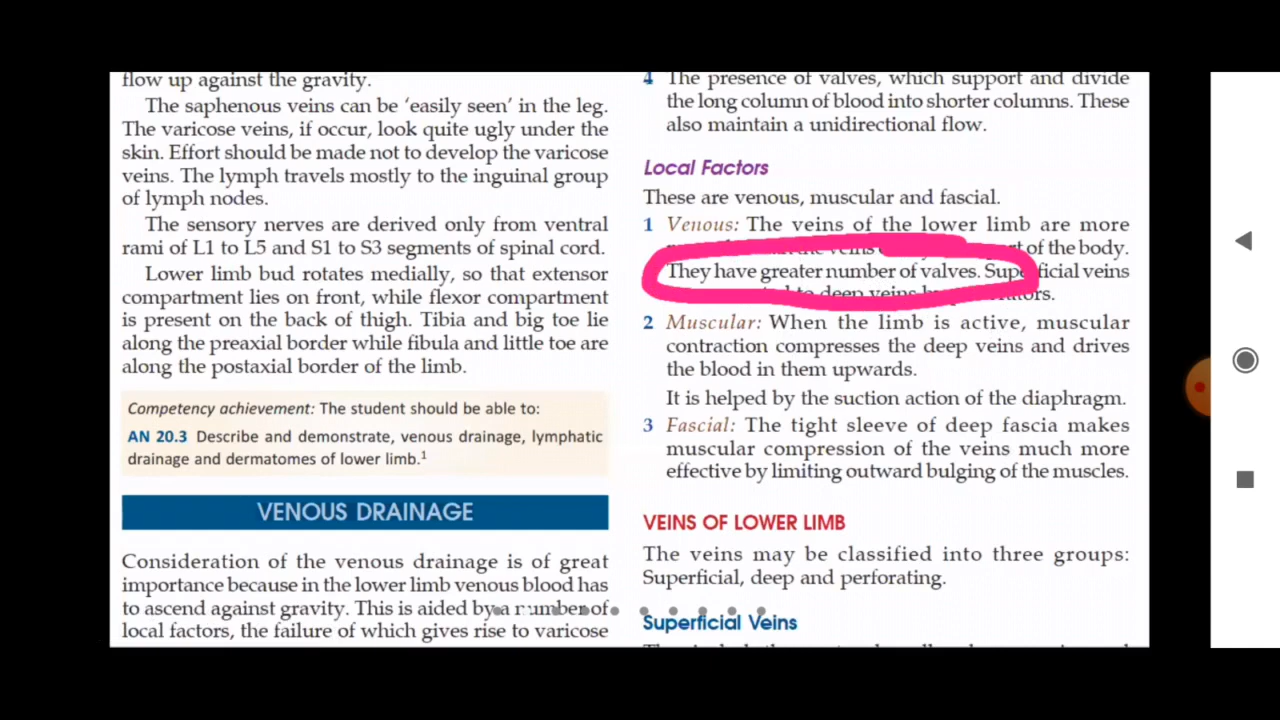 flow up against the gravity.
The saphenous veins can be ‘easily seen’ in the leg.
The varicose veins, if occur, look quite ugly under the
skin. Effort should be made not to develop the varicose
veins. The lymph travels mostly to the inguinal group
of lymph nodes.
The sensory nerves are derived only from ventral
rami of L1 to L5 and S1 to S3 segments of spinal cord.
Lower limb bud rotates medially, so that extensor
compartment lies on front, while flexor compartment
is present on the back of thigh. Tibia and big toe lie
along the preaxial border while fibula and little toe are
along the postaxial border of the limb.
Competency achievement: The student should be able to:
AN 20.3 Describe and demonstrate, venous drainage, lymphatic
drainage and dermatomes of lower limb.1
VENOUS DRAINAGE
Consideration of the venous drainage is of great
importance because in the lower limb venous blood has
to ascend against gravity. This is aided by a number of
local factors, the failure of which gives rise to varicose
4 The presence of valves, which support and divide
the long column of blood into shorter columns. These
also maintain a unidirectional flow.
Local Factors
These are venous, muscular and fascial.
1 Venous: The veins of the lower limb are more
the veins of the body.
They have greater number of valves. Superficial veins
to deep veins
2 Muscular: When the limb is active, muscular
contraction compresses the deep veins and drives
the blood in them upwards.
It is helped by the suction action of the diaphragm.
3 Fascial: The tight sleeve of deep fascia makes
muscular compression of the veins much more
effective by limiting outward bulging of the muscles.
VEINS OF LOWER LIMB
The veins may be classified into three groups:
Superficial, deep and perforating.
Superficial Veins